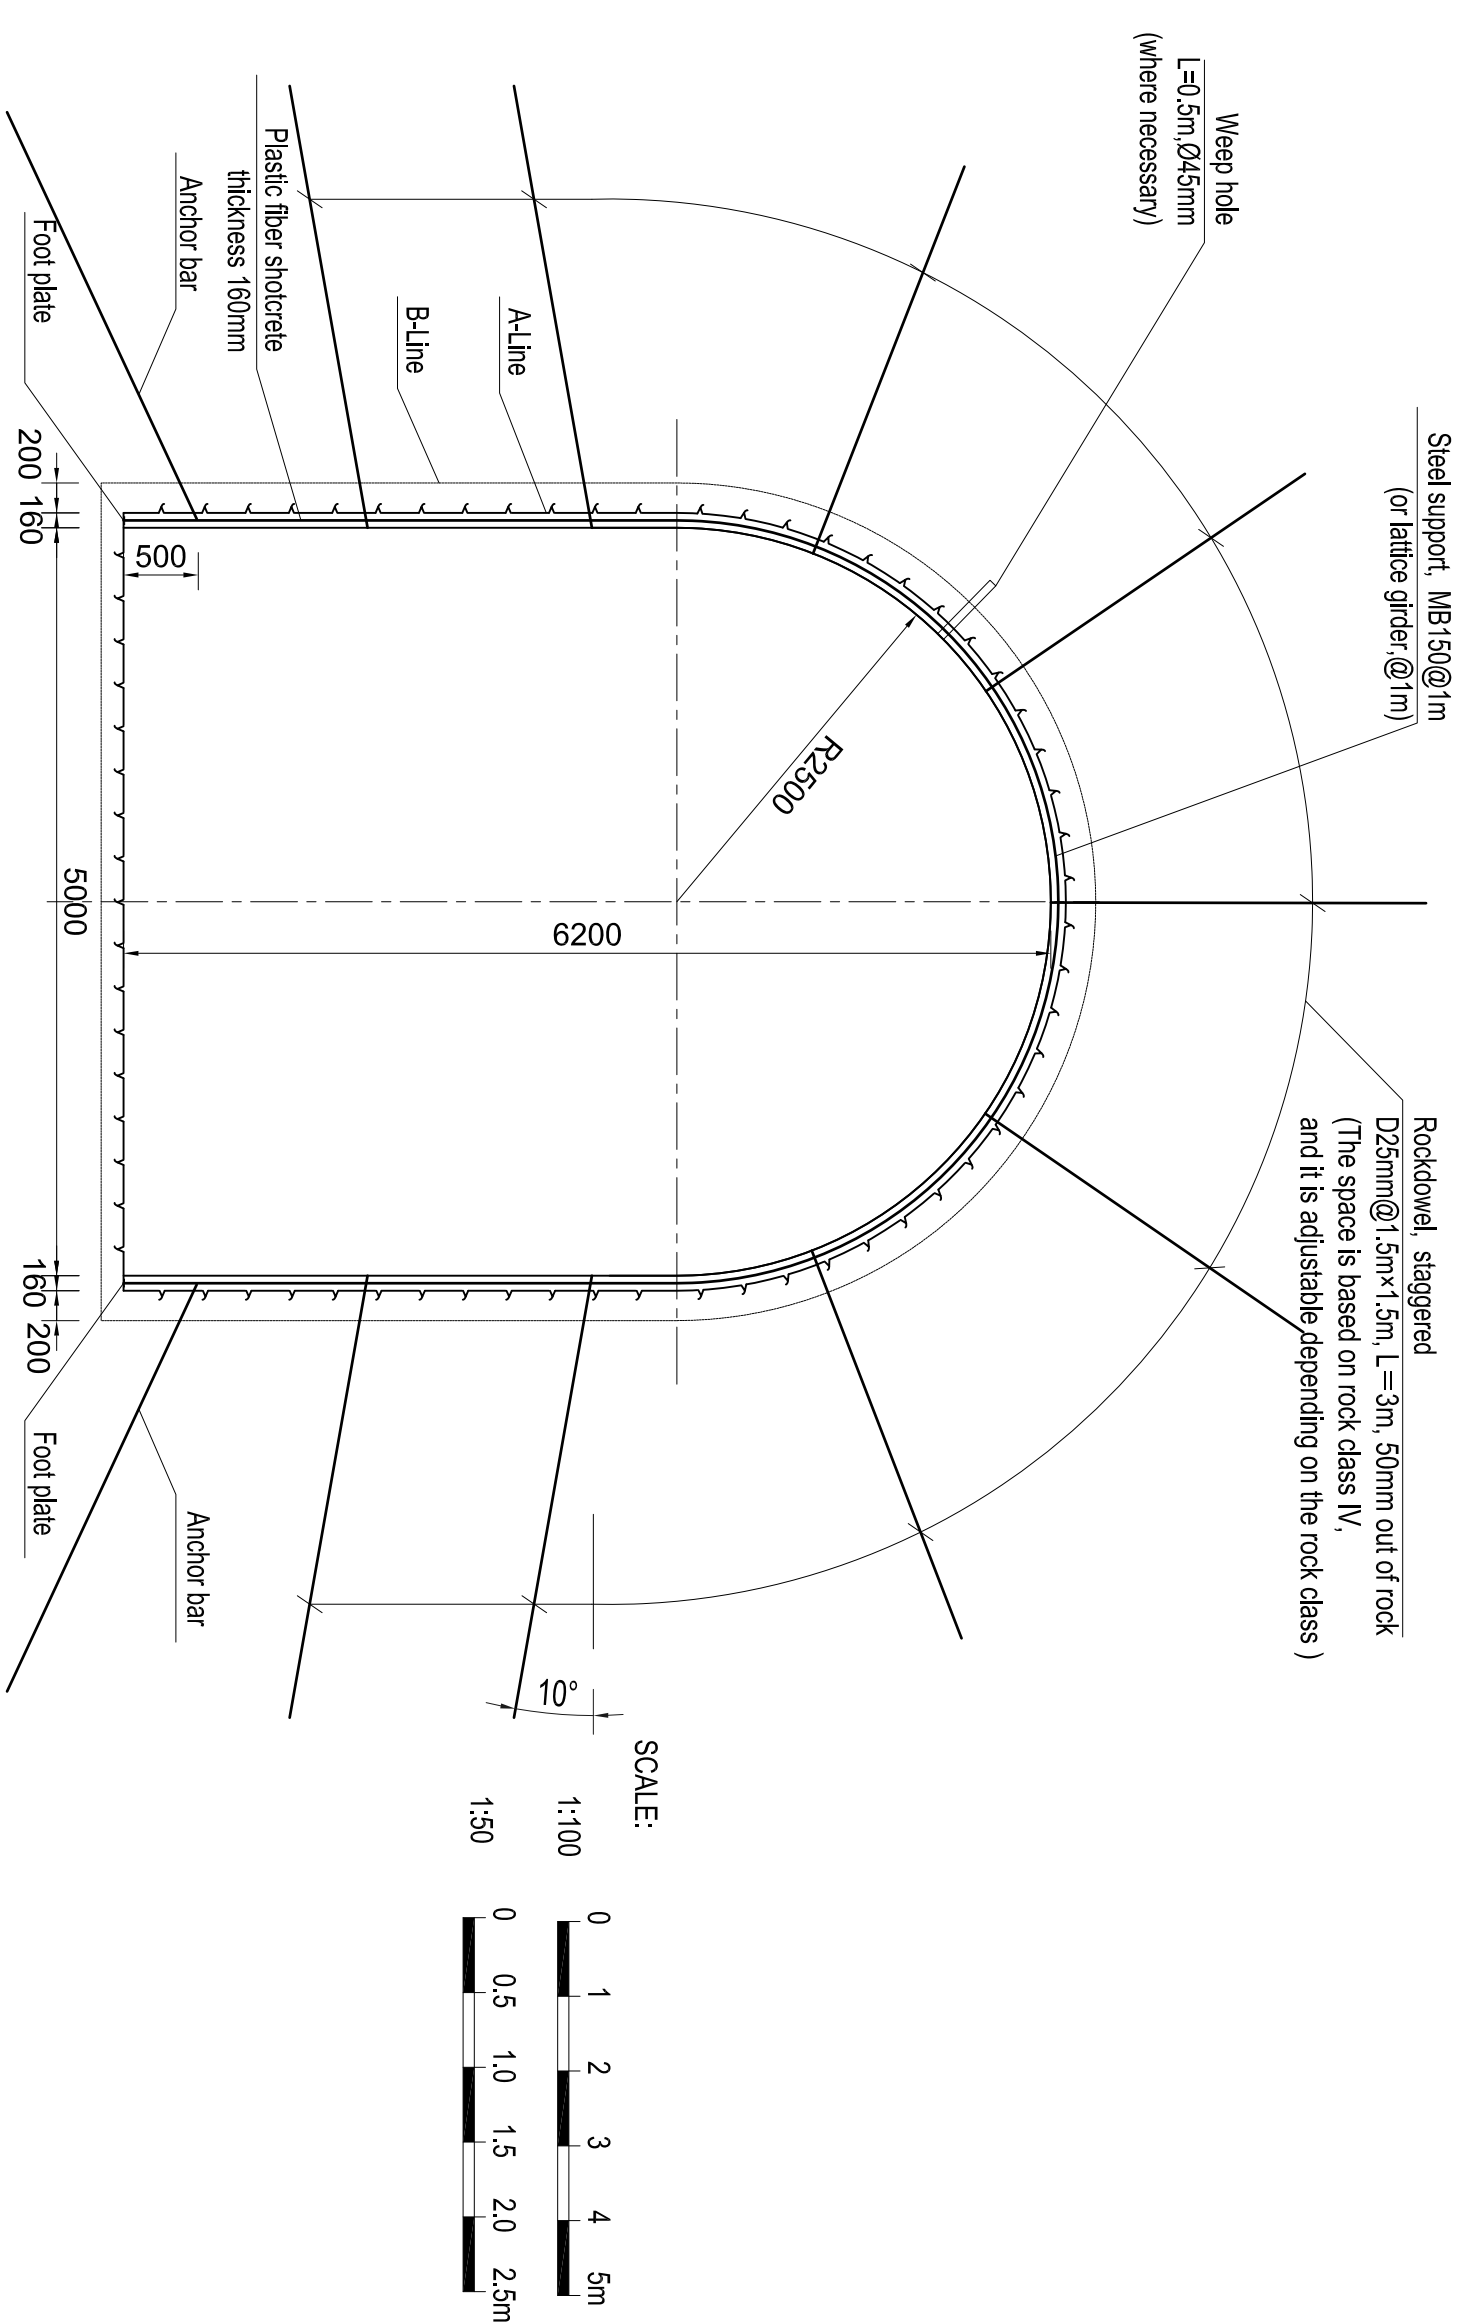 Steel support, MB150@1m
(or lattice girder,@1m)
Rockdowel, staggered
D25mm@1.5m×1.5m, L=3m, 50mm out of rock
(The space is based on rock class IV,
and it is adjustable depending on the rock class )
Weep hole
L=0.5m,Ø45mm
(where necessary)
R2500
6200
A-Line
B-Line
Plastic fiber shotcrete
thickness 160mm
Anchor bar
Foot plate
500
200
160
5000
160
200
Anchor bar
Foot plate
10°
SCALE:
1:100
0 1 2 3 4 5m
1:50
0 0.5 1.0 1.5 2.0 2.5m